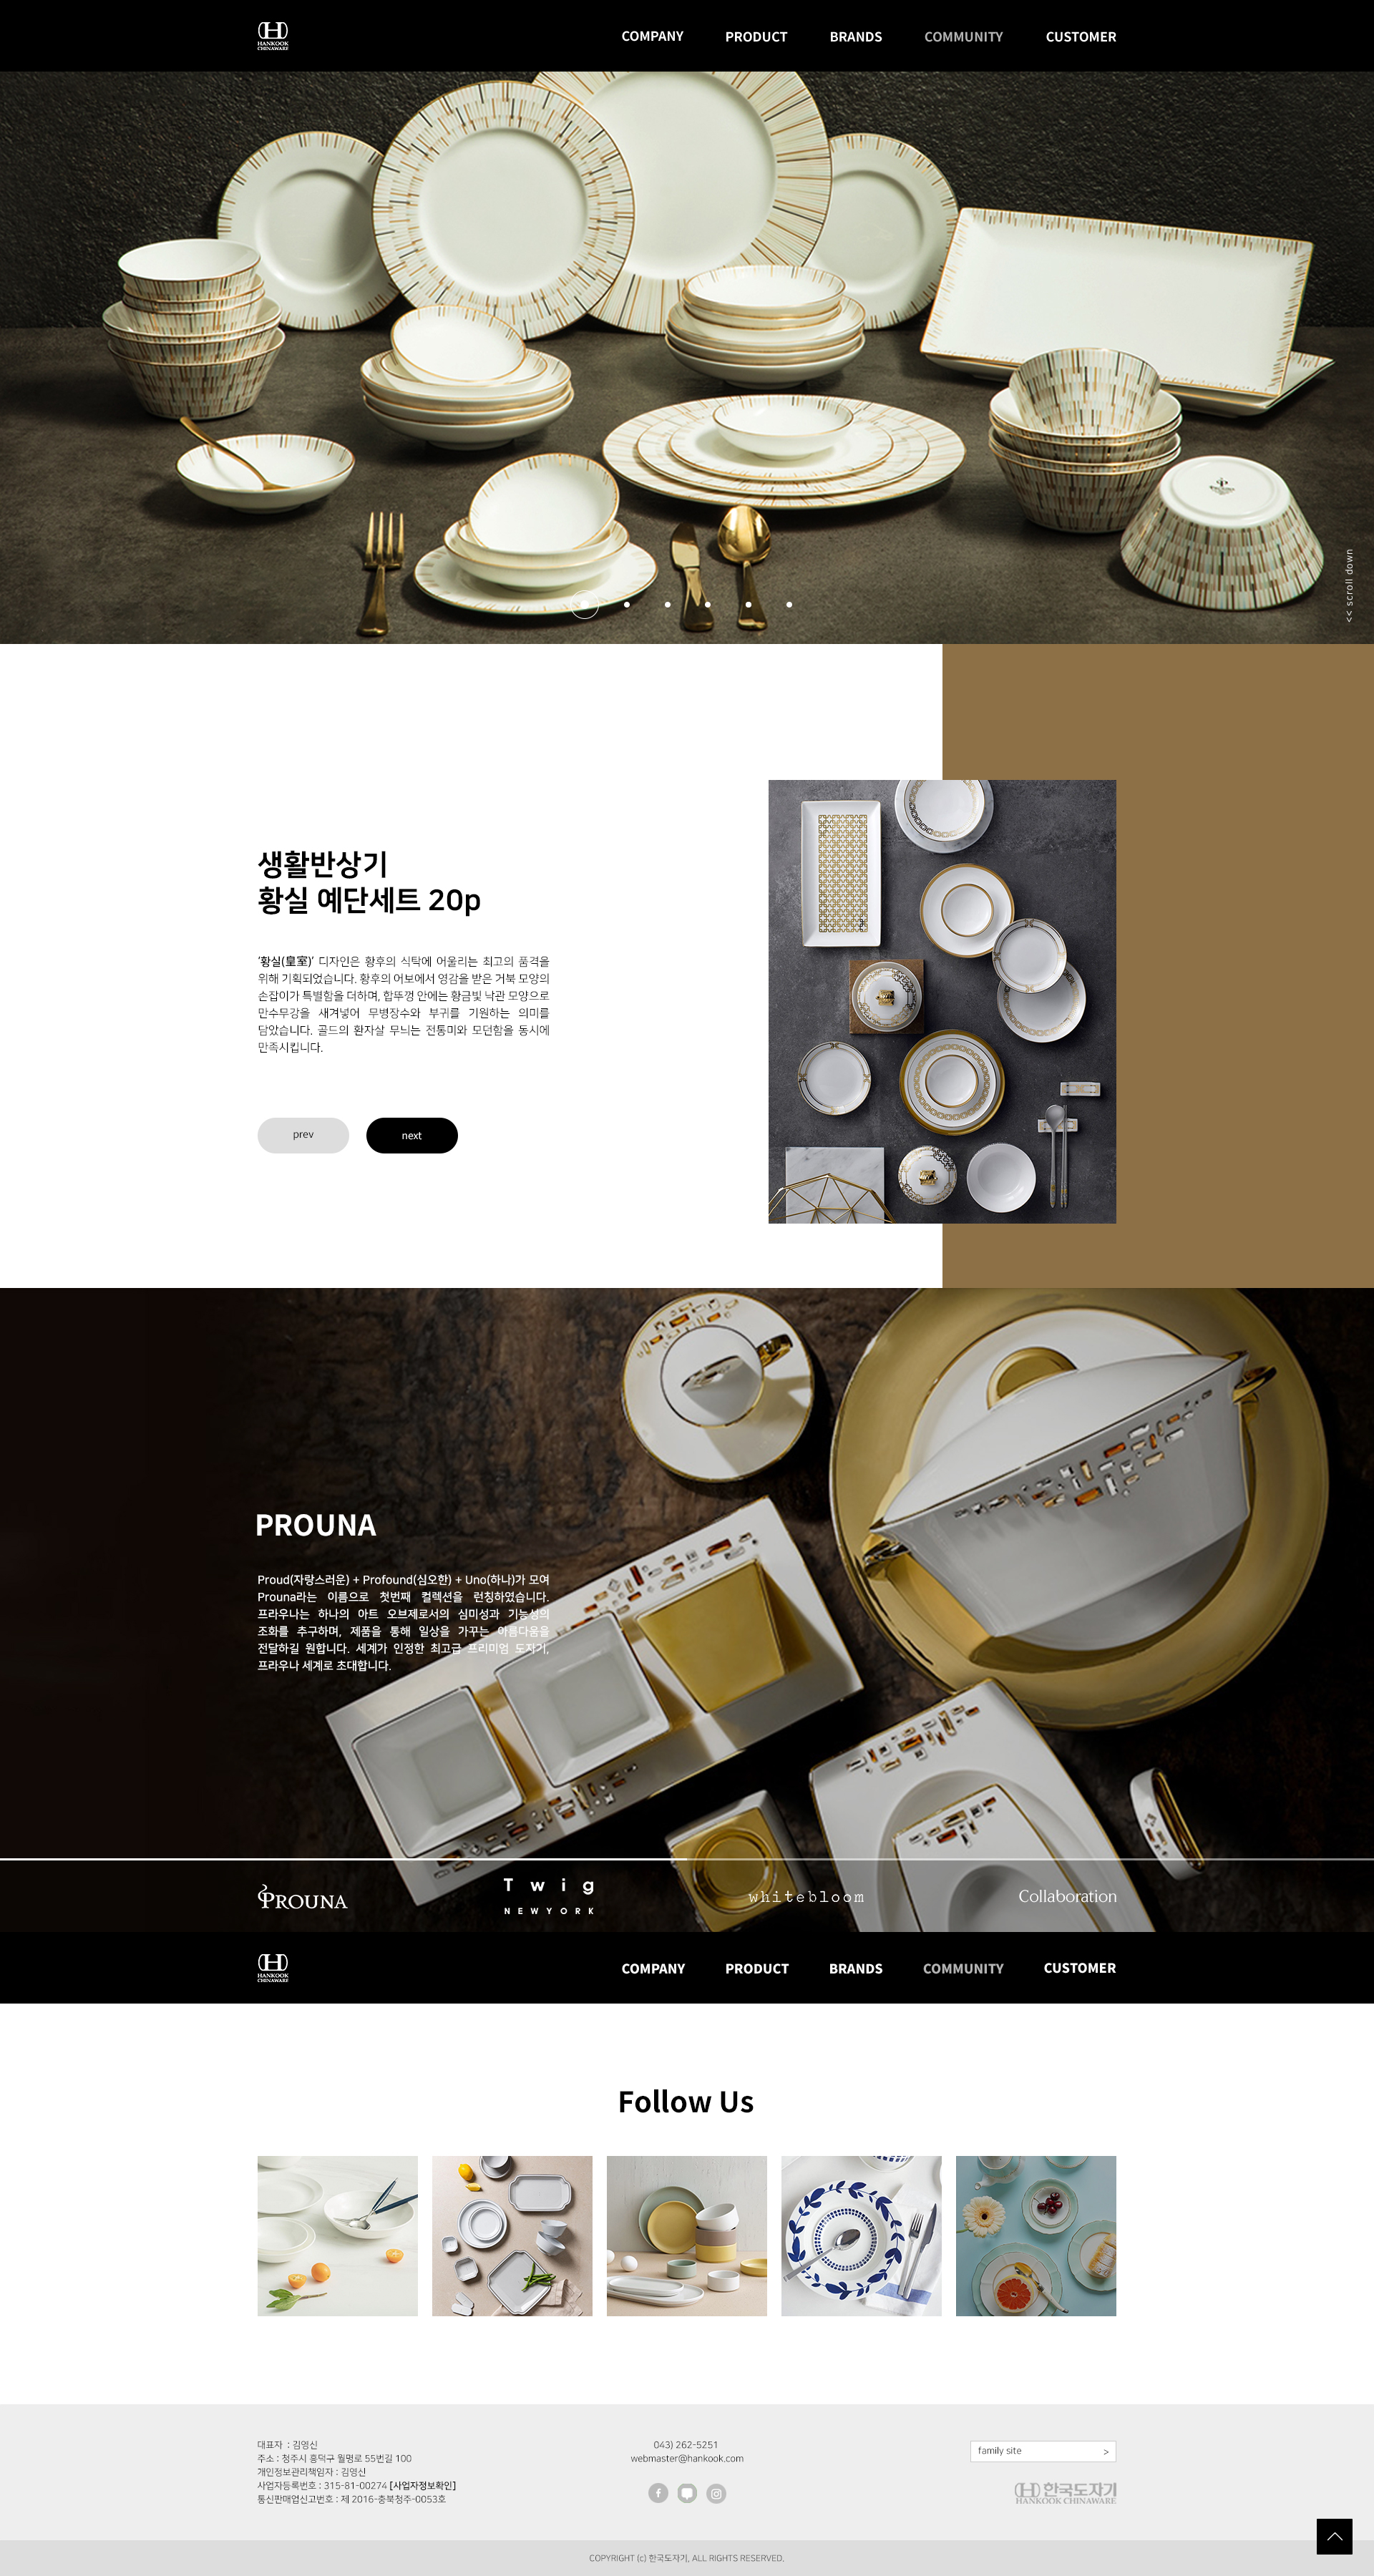 HANKOOK
CHINAWARE
COMPANY PRODUCT BRANDS COMMUNITY CUSTOMER
<< scroll down
생활반상기
황실 예단세트 20p
‘황실(皇室)’ 디자인은 황후의 식탁에 어울리는 최고의 품격을
위해 기획되었습니다. 황후의 어보에서 영감을 받은 거북 모양의
손잡이가 특별함을 더하며, 합뚜껑 안에는 황금빛 낙관 모양으로
만수무강을 새겨넣어 무병장수와 부귀를 기원하는 의미를
담았습니다. 골드의 환자살 무늬는 전통미와 모던함을 동시에
만족시킵니다.
prev next
PROUNA
Proud(자랑스러운) + Profound(심오한) + Uno(하나)가 모여
Prouna라는 이름으로 첫번째 컬렉션을 런칭하였습니다.
프라우나는 하나의 아트 오브제로서의 심미성과 기능성의
조화를 추구하며, 제품을 통해 일상을 가꾸는 아름다움을
전달하길 원합니다. 세계가 인정한 최고급 프리미엄 도자기,
프라우나 세계로 초대합니다.
PROUNA
Twig
NEWYORK
whitebloom
Collaboration
HANKOOK
CHINAWARE
COMPANY PRODUCT BRANDS COMMUNITY CUSTOMER
Follow Us
대표자 : 김영신
주소 : 청주시 흥덕구 월명로 55번길 100
개인정보관리책임자 : 김영신
사업자등록번호 : 315-81-00274 [사업자정보확인]
통신판매업신고번호 : 제 2016-충북청주-0053호
043) 262-5251
webmaster@hankook.com
family site >
한국도자기
HANKOOK CHINAWARE
COPYRIGHT (c) 한국도자기, ALL RIGHTS RESERVED.